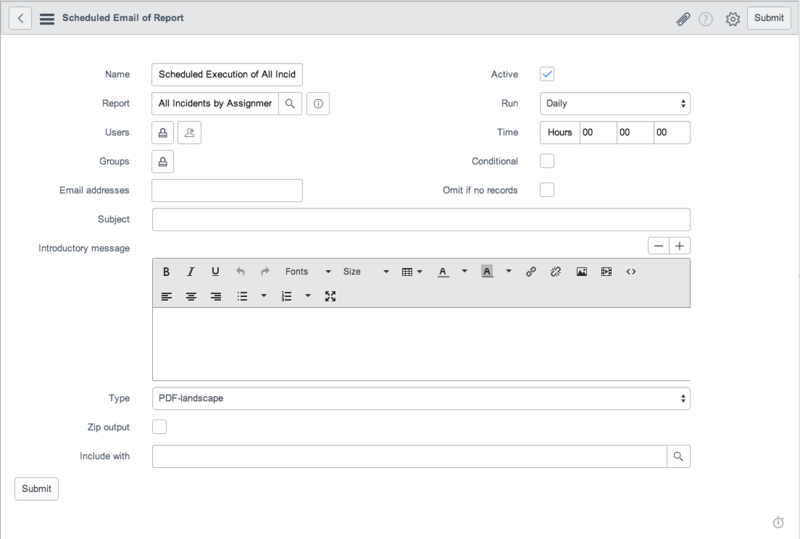 Scheduled Email of Report
? Submit
Name Scheduled Execution of All Incid Active
Report All Incidents by Assignmer Run Daily
Users Time Hours 00 00 00
Groups Conditional
Email addresses Omit if no records
Subject
Introductory message
B I U Fonts Size A A <>
Type PDF-landscape
Zip output
Include with
Submit